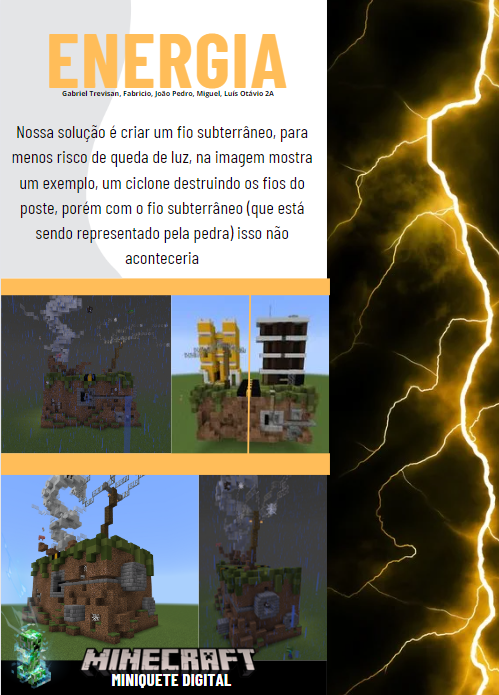 ENERGIA
Gabriel Trevisan, Fabricio, João Pedro, Miguel, Luís Otávio 2A
Nossa solução é criar um fio subterrâneo, para
menos risco de queda de luz, na imagem mostra
um exemplo, um ciclone destruindo os fios do
poste, porém com o fio subterrâneo (que está
sendo representado pela pedra) isso não
aconteceria
MINECRAFT
MINIQUETE DIGITAL